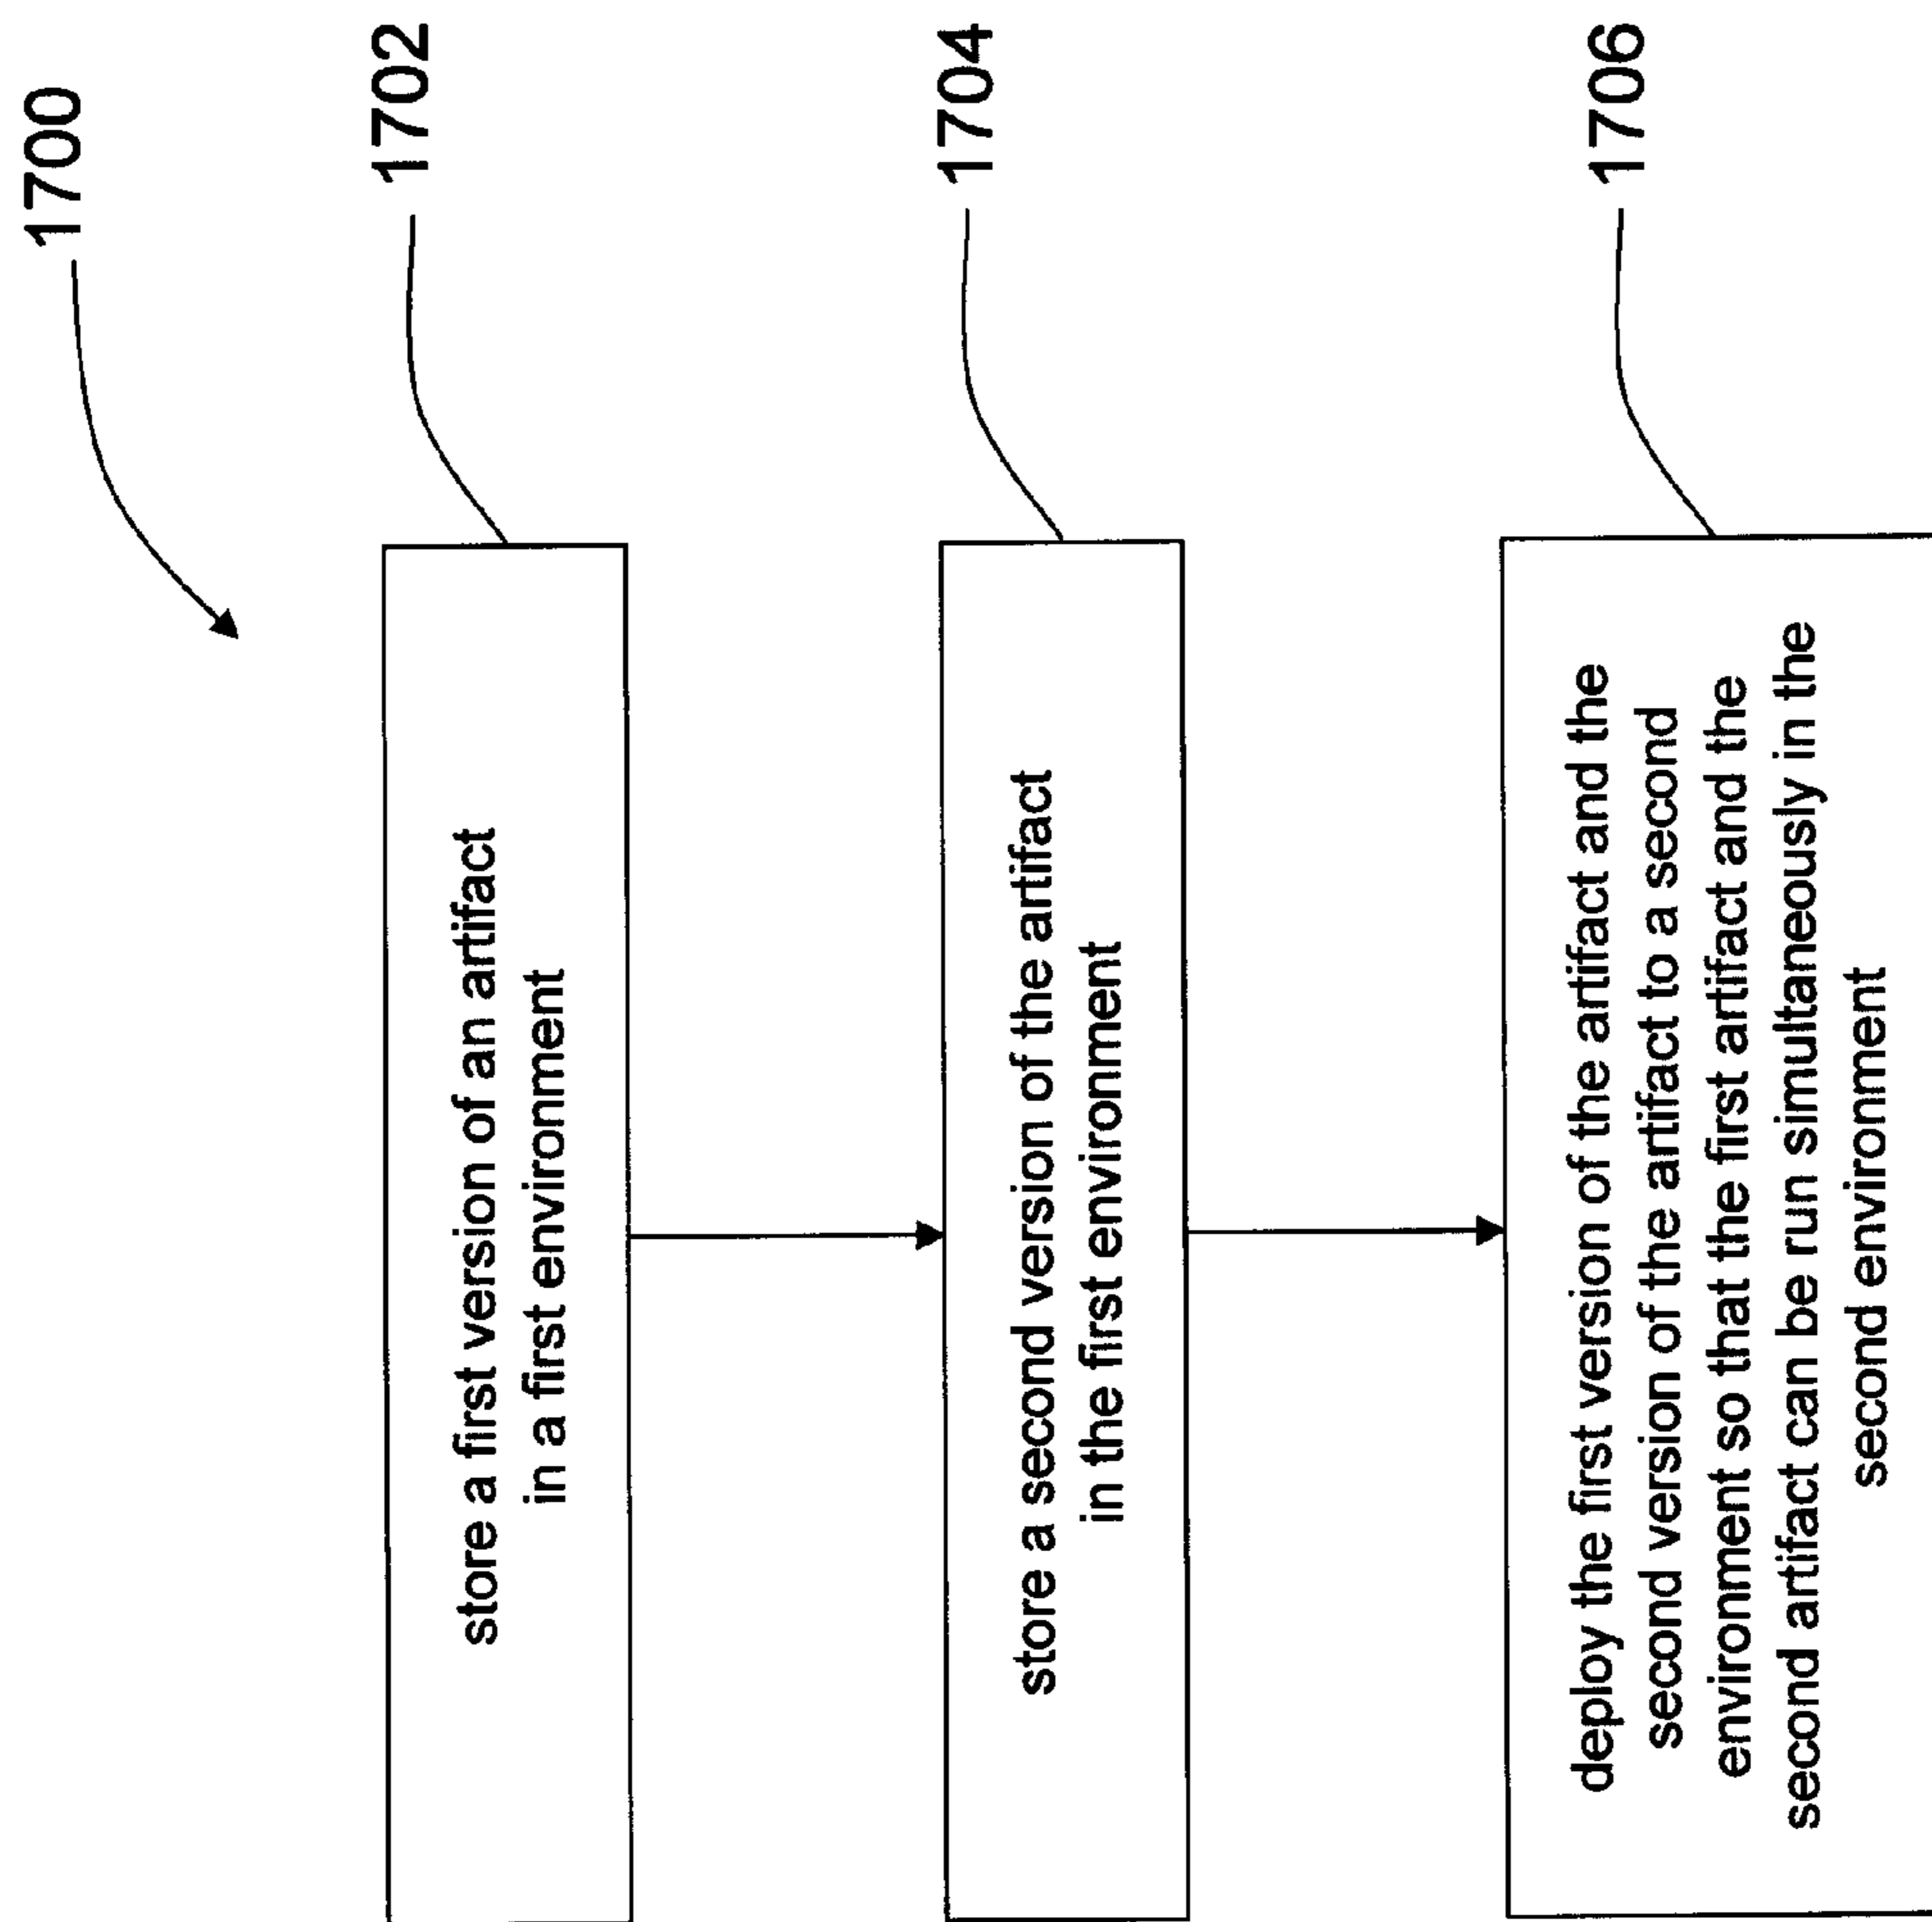 1700
1702
store a first version of an artifact
in a first environment
1704
store a second version of the artifact
in the first environment
1706
deploy the first version of the artifact and the
second version of the artifact to a second
environment so that the first artifact and the
second artifact can be run simultaneously in the
second environment